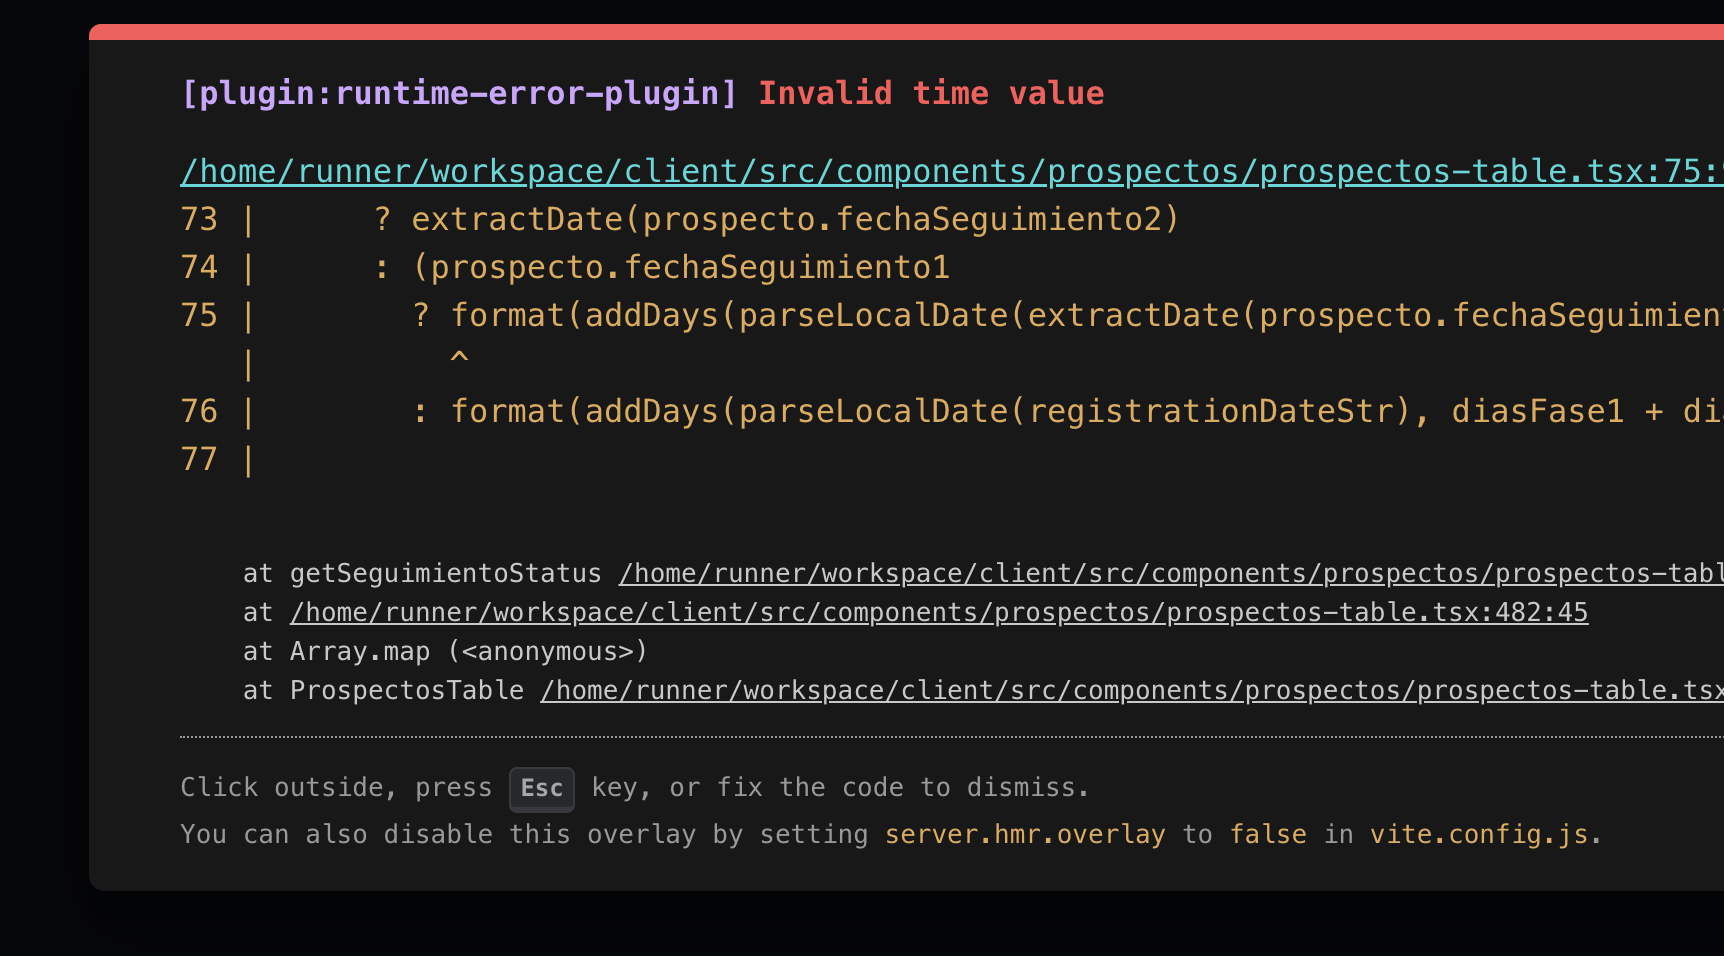 [plugin:runtime-error-plugin] Invalid time value
/home/runner/workspace/client/src/components/prospectos/prospectos-table.tsx:75:
73 |      ? extractDate(prospecto.fechaSeguimiento2)
74 |      : (prospecto.fechaSeguimiento1
75 |        ? format(addDays(parseLocalDate(extractDate(prospecto.fechaSeguimien
   |          ^
76 |        : format(addDays(parseLocalDate(registrationDateStr), diasFase1 + di
77 |
at getSeguimientoStatus /home/runner/workspace/client/src/components/prospectos/prospectos-tabl
at /home/runner/workspace/client/src/components/prospectos/prospectos-table.tsx:482:45
at Array.map (<anonymous>)
at ProspectosTable /home/runner/workspace/client/src/components/prospectos/prospectos-table.tsx
Click outside, press Esc key, or fix the code to dismiss.
You can also disable this overlay by setting server.hmr.overlay to false in vite.config.js.